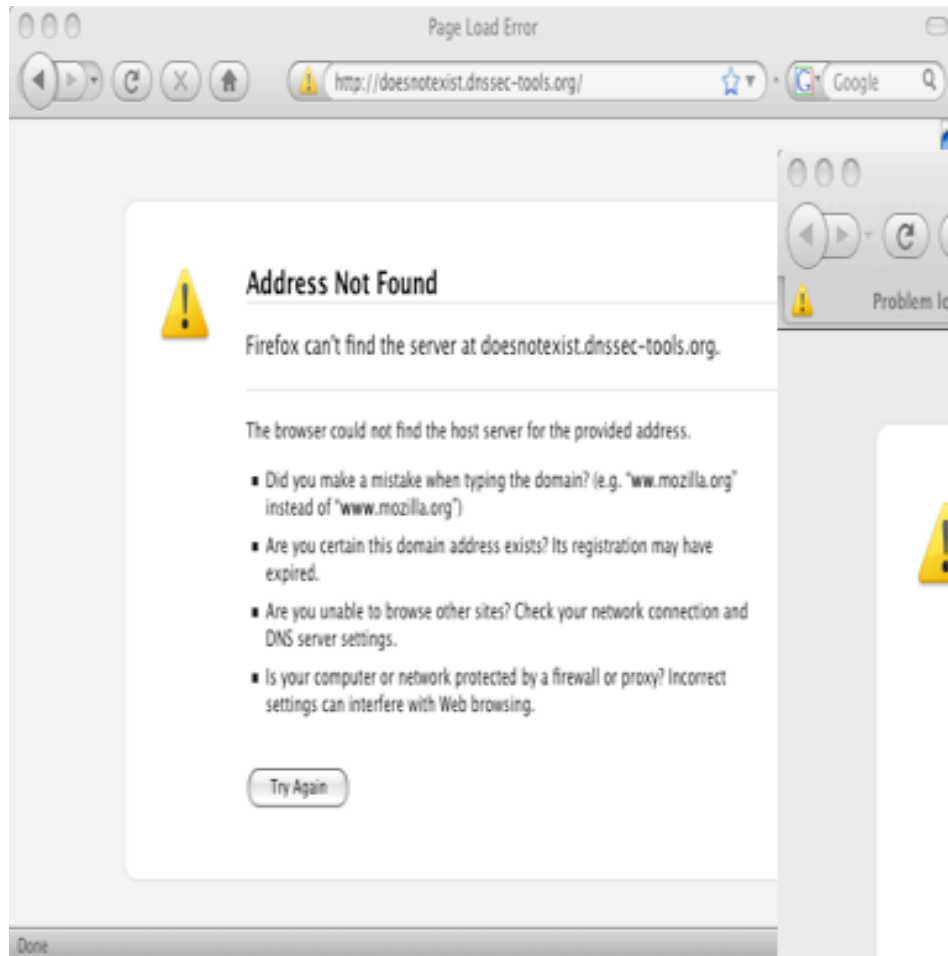 Page Load Error
http://doesnotexist.dnssec-tools.org/
Google
Address Not Found
Firefox can't find the server at doesnotexist.dnssec-tools.org.
The browser could not find the host server for the provided address.
Did you make a mistake when typing the domain? (e.g. "ww.mozilla.org"
instead of "www.mozilla.org")
Are you certain this domain address exists? Its registration may have
expired.
Are you unable to browse other sites? Check your network connection and
DNS server settings.
Is your computer or network protected by a firewall or proxy? Incorrect
settings can interfere with Web browsing.
Try Again
Done
Problem lo